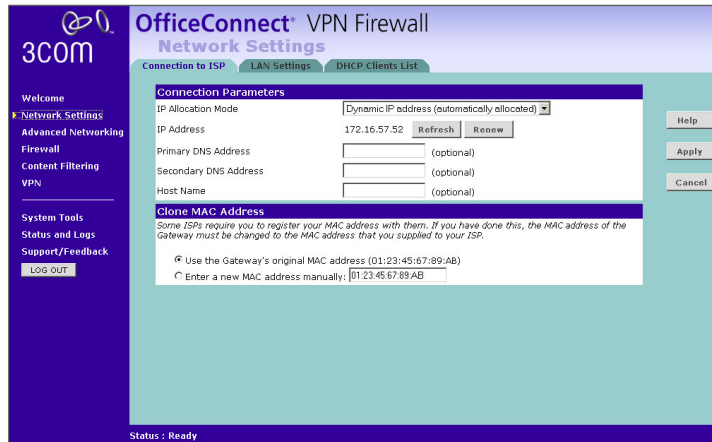 3COM
OfficeConnect® VPN Firewall
Network Settings
Connection to ISP
LAN Settings
DHCP Clients List
Welcome
Network Settings
Advanced Networking
Firewall
Content Filtering
VPN
System Tools
Status and Logs
Support/Feedback
LOG OUT
Connection Parameters
IP Allocation Mode Dynamic IP address (automatically allocated)
IP Address 172.16.57.52 Refresh Renew
Primary DNS Address (optional)
Secondary DNS Address (optional)
Host Name (optional)
Clone MAC Address
Some ISPs require you to register your MAC address with them. If you have done this, the MAC address of the
Gateway must be changed to the MAC address that you supplied to your ISP.
Use the Gateway's original MAC address (01:23:45:67:89:AB)
Enter a new MAC address manually: 01:23:45:67:89:AB
Help
Apply
Cancel
Status : Ready